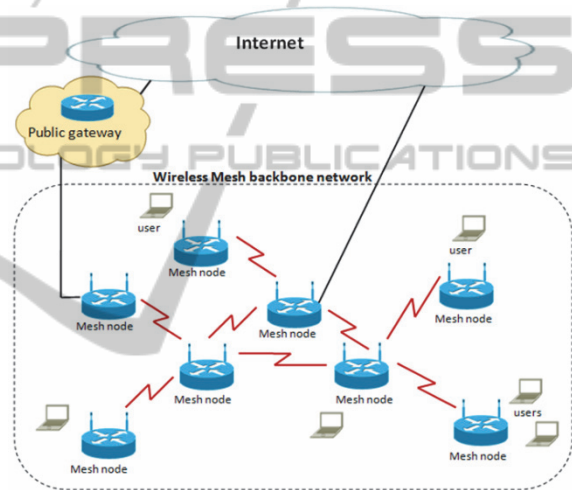 PRESS
Internet
Public gateway
OLOGY PUBLICATIONS
Wireless Mesh backbone network
user
Mesh node
user
Mesh node
Mesh node
Mesh node
Mesh node
Mesh node
users
Mesh node
Mesh node